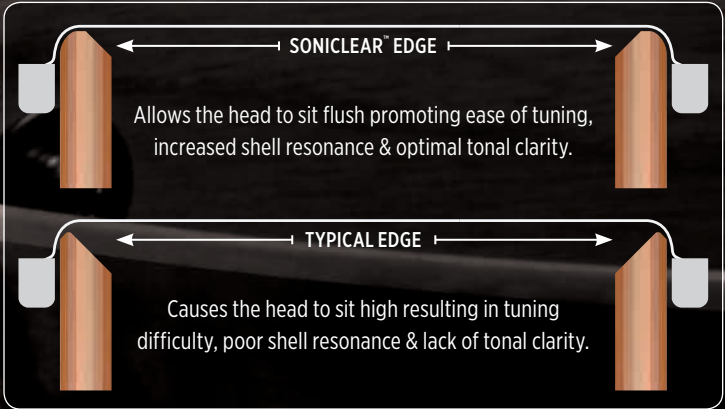 SONICLEAR™ EDGE
Allows the head to sit flush promoting ease of tuning,
increased shell resonance & optimal tonal clarity.
TYPICAL EDGE
Causes the head to sit high resulting in tuning
difficulty, poor shell resonance & lack of tonal clarity.